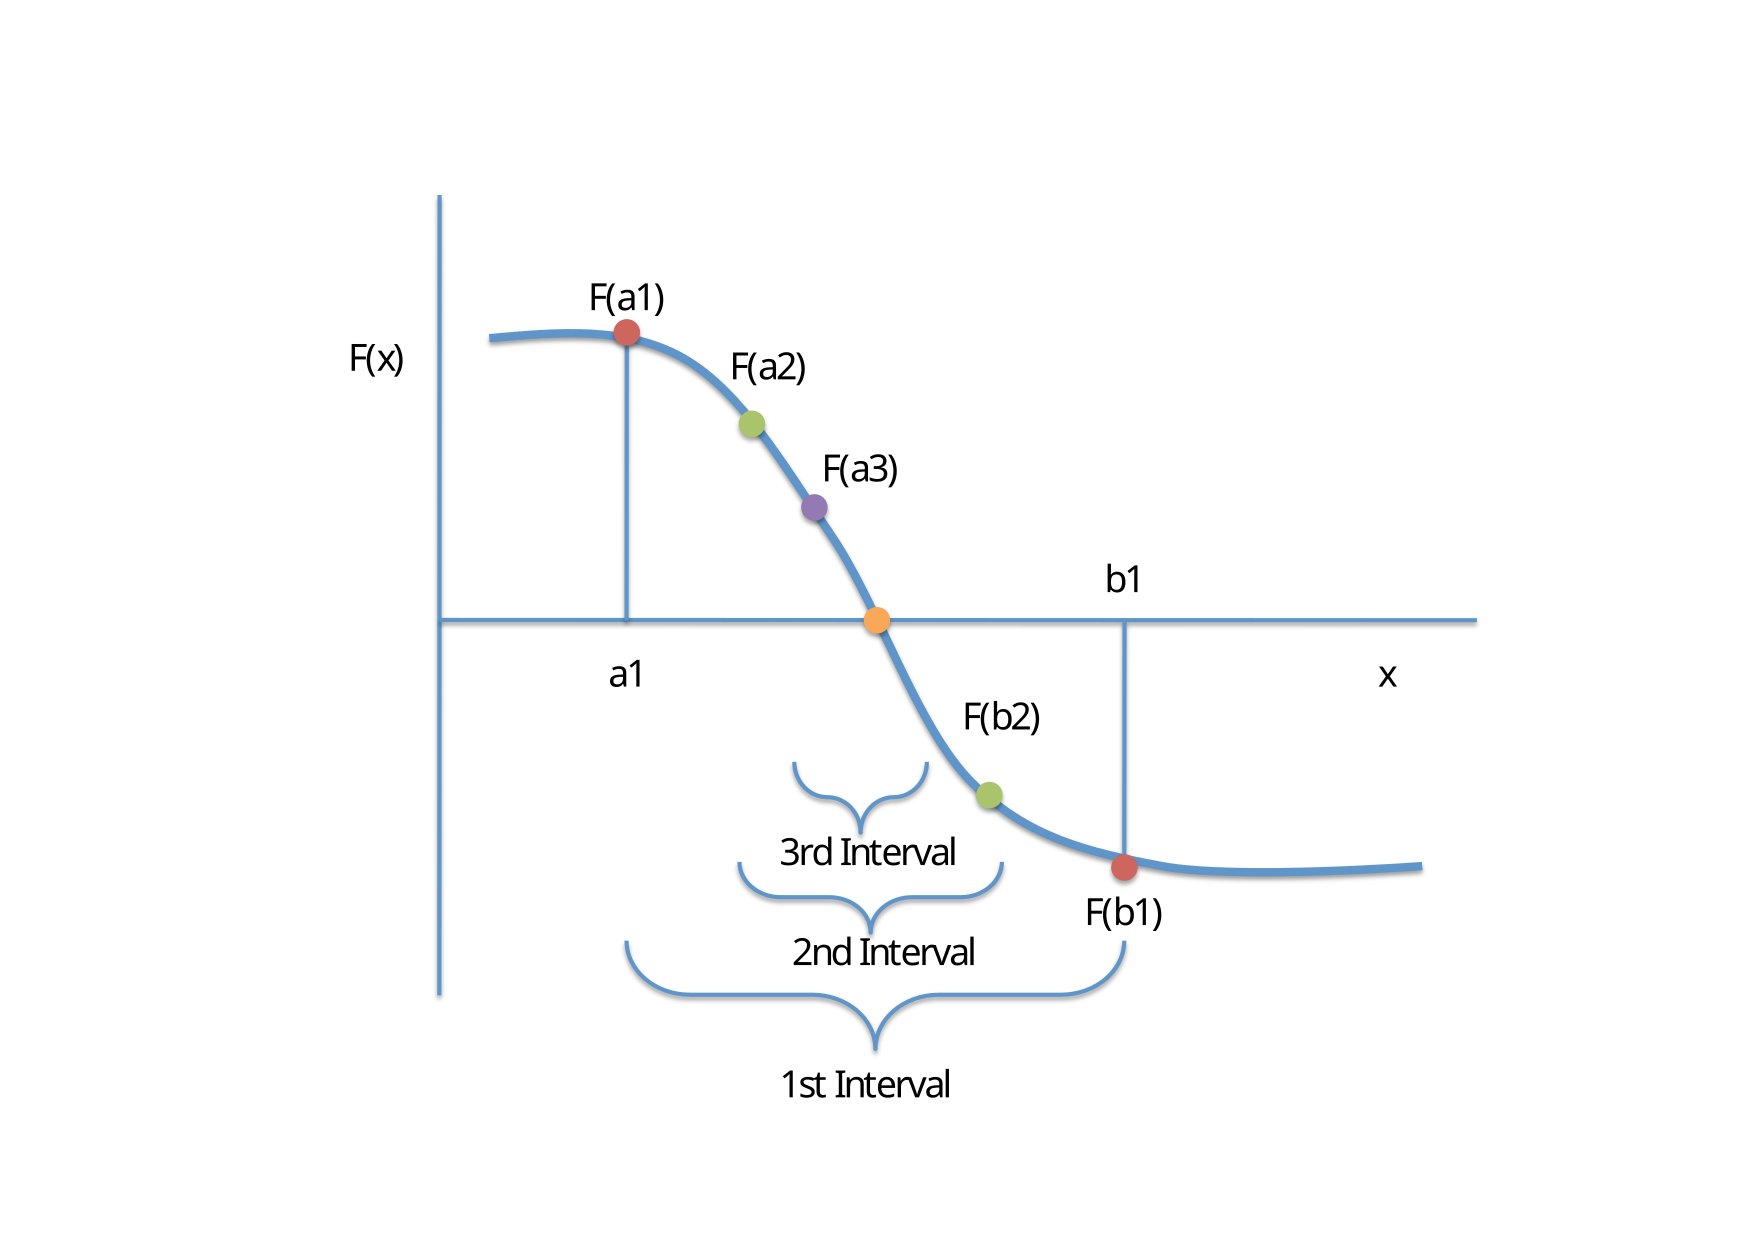 F(a1)
F(x)
F(a2)
F(a3)
b1
a1
x
F(b2)
3rd Interval
F(b1)
2nd Interval
1st Interval